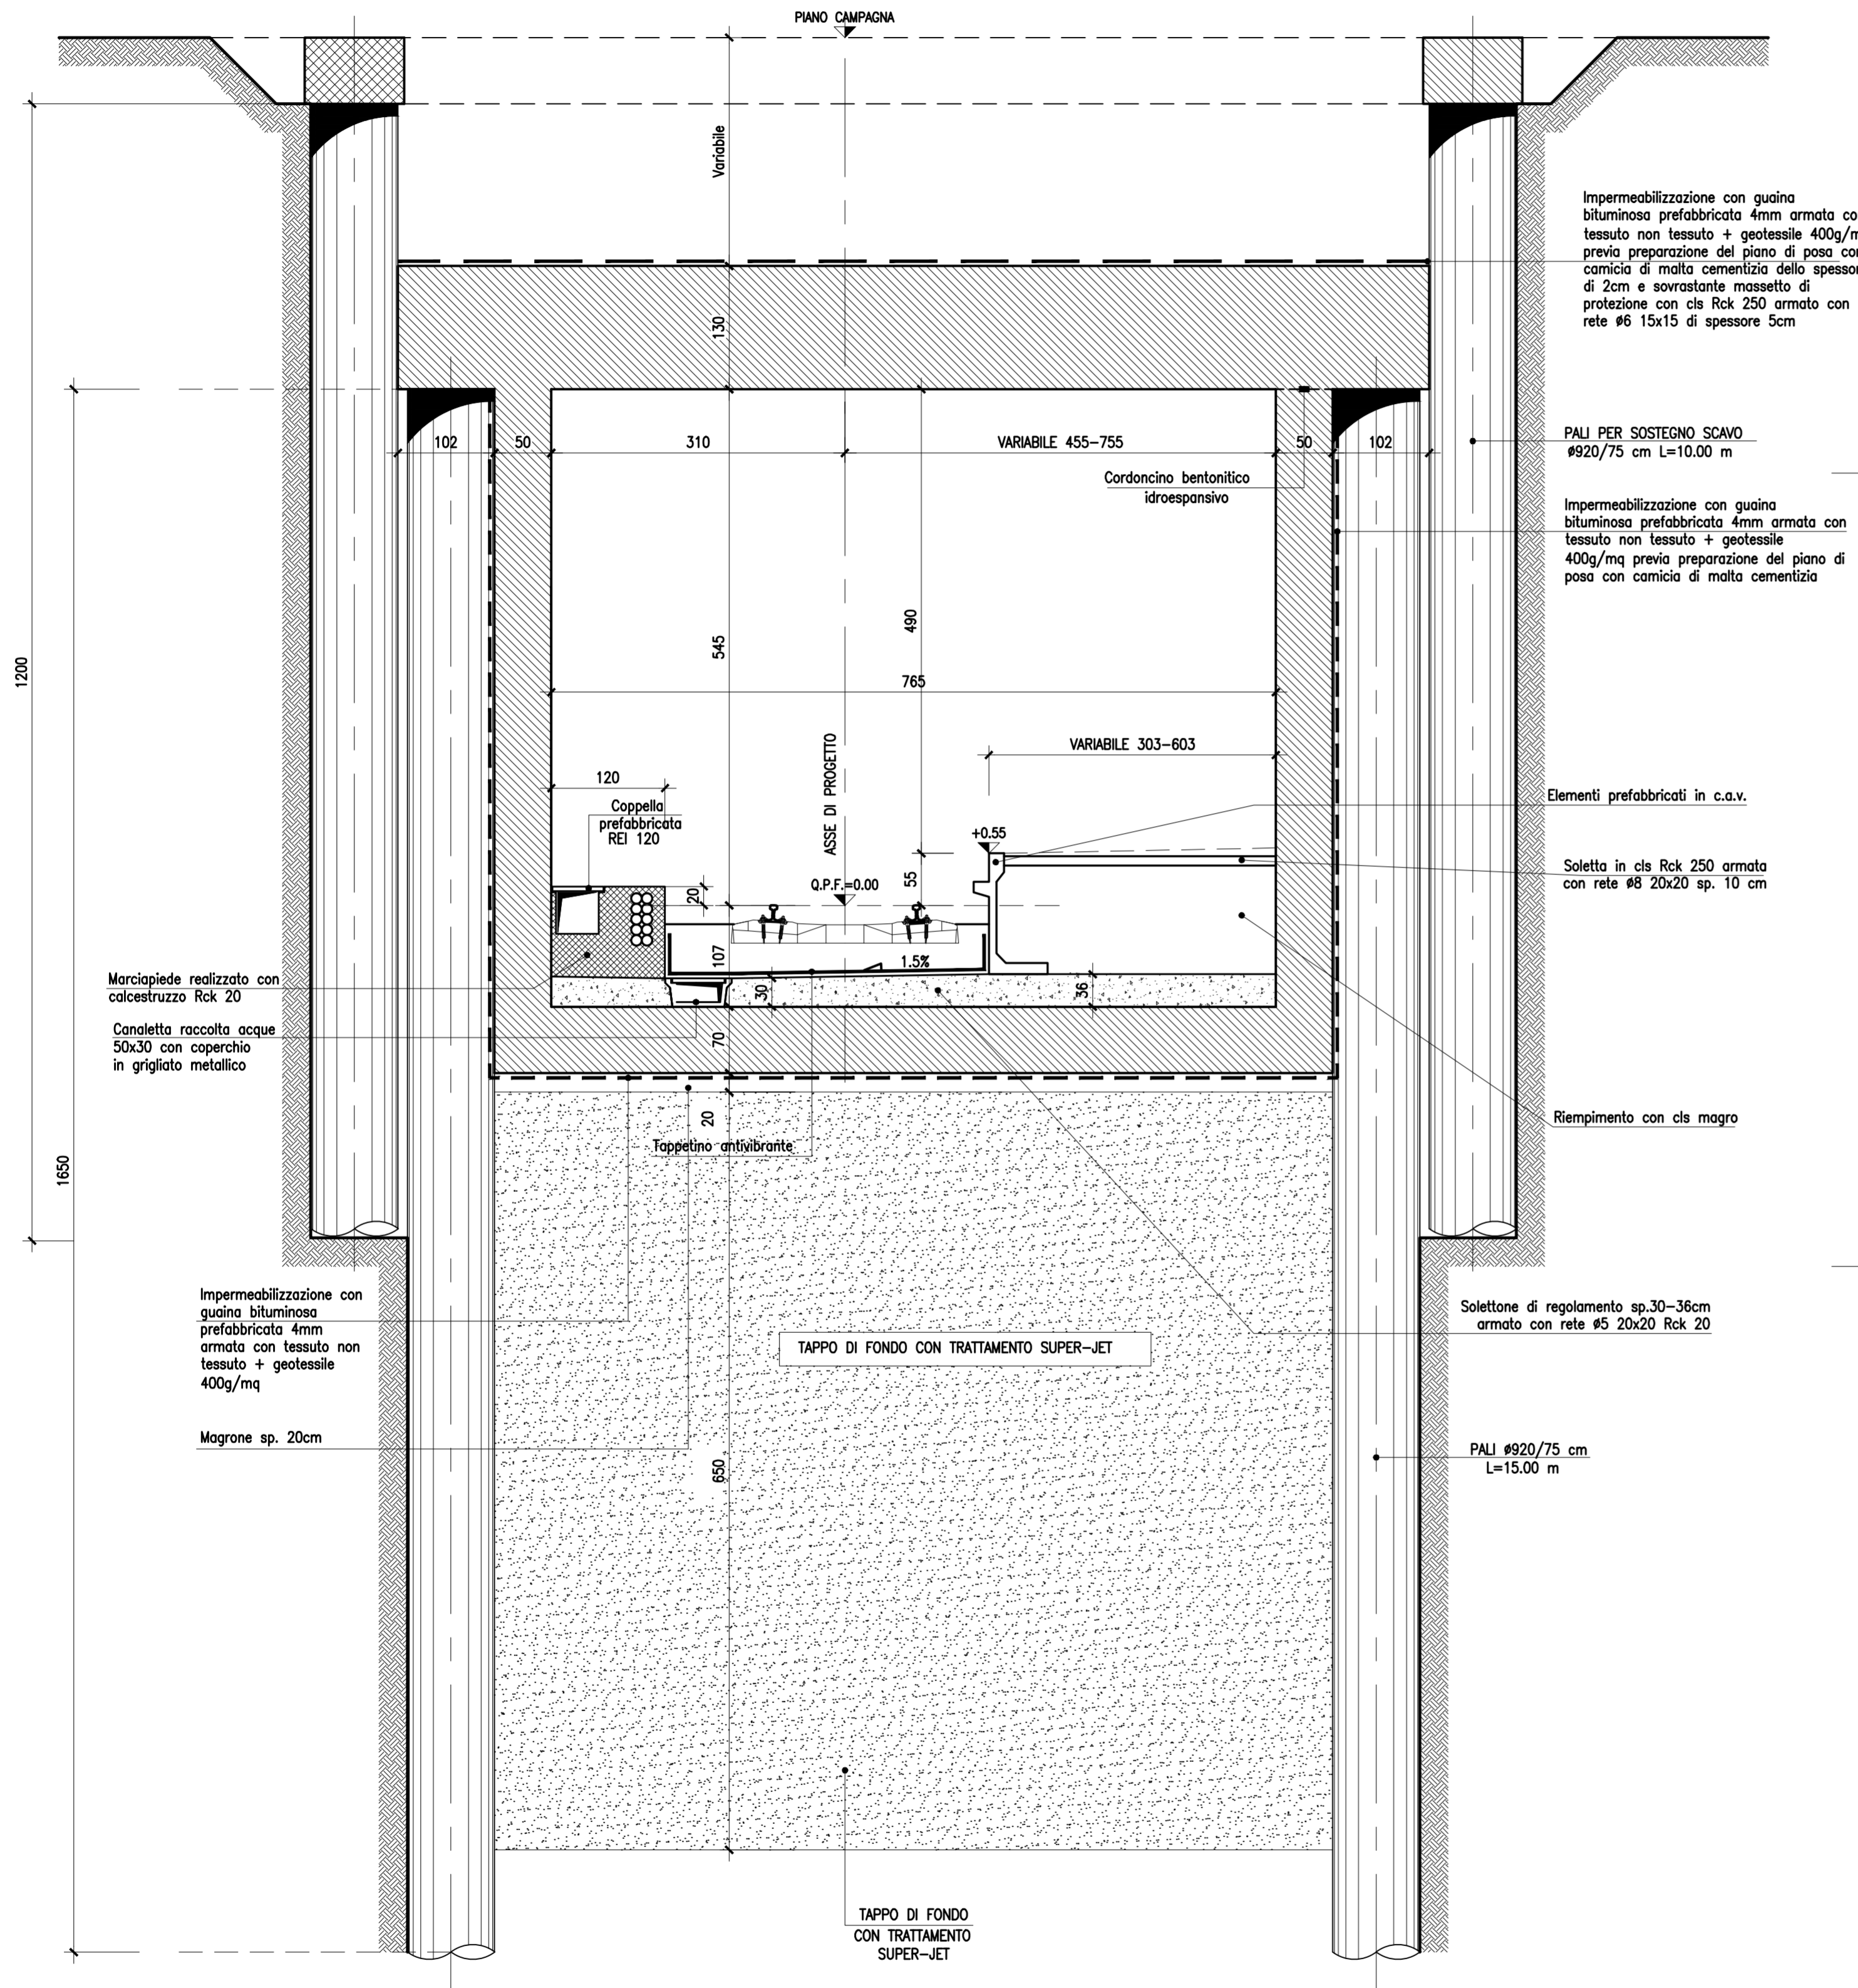 PIANO CAMPAGNA
Variabile
Impermeabilizzazione con guaina
bituminosa prefabbricata 4mm armata co
tessuto non tessuto + geotessile 400g/m
previa preparazione del piano di posa con
camicia di malta cementizia dello spessor
di 2cm e sovrastante massetto di
protezione con cls Rck 250 armato con
rete ø6 15x15 di spessore 5cm
130
102
50
310
VARIABILE 455-755
50
102
PALI PER SOSTEGNO SCAVO
ø920/75 cm L=10.00 m
Cordoncino bentonitico
idroespansivo
Impermeabilizzazione con guaina
bituminosa prefabbricata 4mm armata con
tessuto non tessuto + geotessile
400g/mq previa preparazione del piano di
posa con camicia di malta cementizia
1200
545
490
765
ASSE DI PROGETTO
VARIABILE 303-603
120
Coppella
prefabbricata
REI 120
Elementi prefabbricati in c.a.v.
+0.55
Soletta in cls Rck 250 armata
con rete ø8 20x20 sp. 10 cm
Q.P.F.=0.00
55
20
107
1.5%
30
36
Marciapiede realizzato con
calcestruzzo Rck 20
Canaletta raccolta acque
50x30 con coperchio
in grigliato metallico
70
20
Tappetino antivibrante
Riempimento con cls magro
1650
Impermeabilizzazione con
guaina bituminosa
prefabbricata 4mm
armata con tessuto non
tessuto + geotessile
400g/mq
Solettone di regolamento sp.30-36cm
armato con rete ø5 20x20 Rck 20
TAPPO DI FONDO CON TRATTAMENTO SUPER-JET
Magrone sp. 20cm
650
PALI ø920/75 cm
L=15.00 m
TAPPO DI FONDO
CON TRATTAMENTO
SUPER-JET